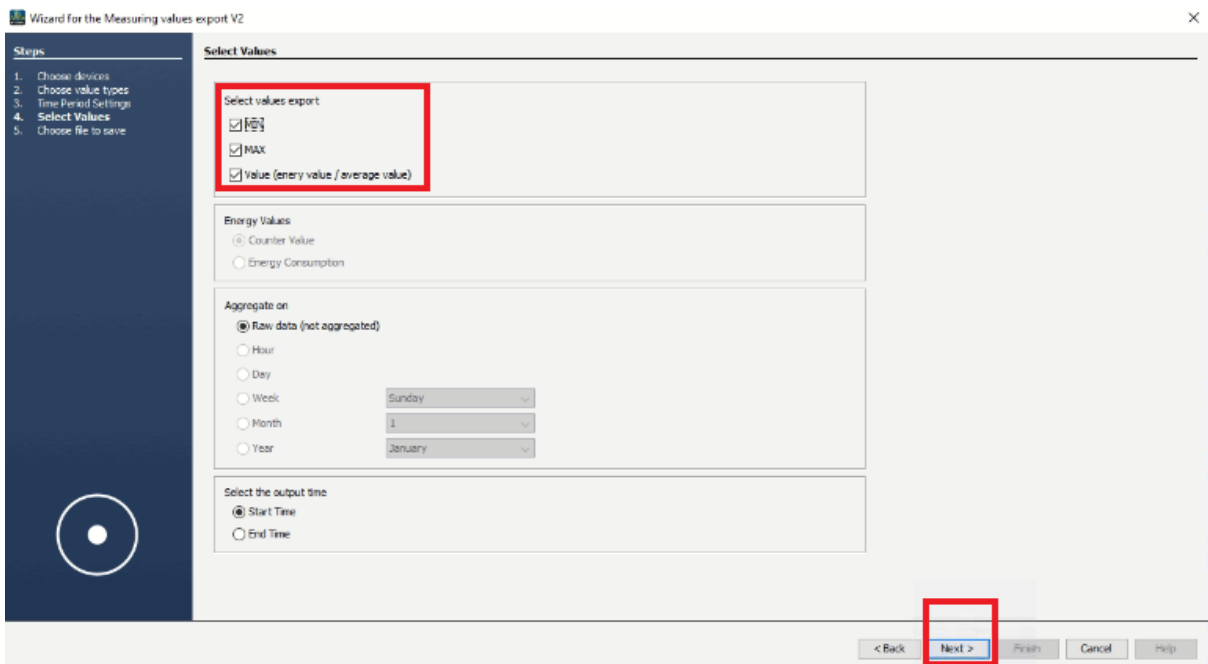 Wizard for the Measuring values export V2
Steps
1. Choose devices
2. Choose value types
3. Time Period Settings
4. Select Values
5. Choose file to save
Select Values
Select values export
MIN
MAX
Value (enery value / average value)
Energy Values
Counter Value
Energy Consumption
Aggregate on
Raw data (not aggregated)
Hour
Day
Week Sunday
Month 1
Year January
Select the output time
Start Time
End Time
< Back Next > Finish Cancel Help